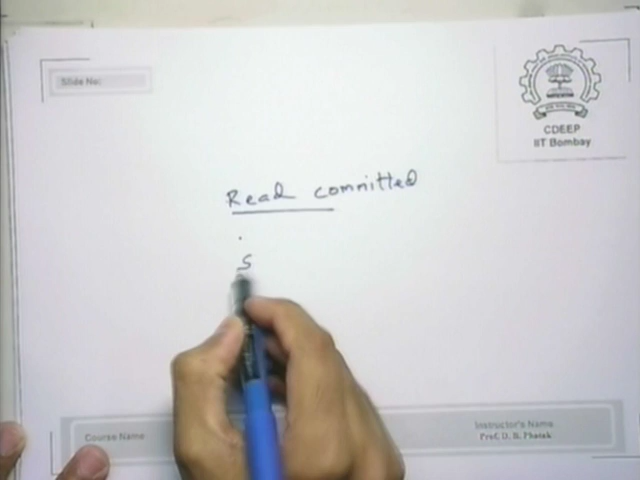 Slide No:
CDEEP
IIT Bombay
Read committed
.
S
Course Name
Instructor's Name
Prof. D. B. Phatak